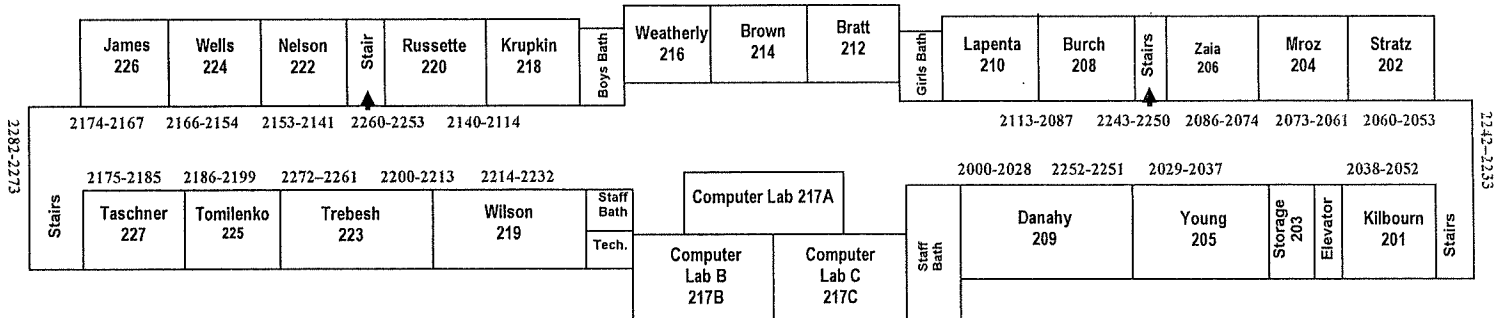 James
226
Wells
224
Nelson
222
Stair
Russette
220
Krupkin
218
Boys Bath
Weatherly
216
Brown
214
Bratt
212
Girls Bath
Lapenta
210
Burch
208
Stairs
Zaia
206
Mroz
204
Stratz
202
2282-2273
2174-2167
2166-2154
2153-2141
2260-2253
2140-2114
2113-2087
2243-2250
2086-2074
2073-2061
2060-2053
2242-2233
2175-2185
2186-2199
2272–2261
2200-2213
2214-2232
2000-2028
2252-2251
2029-2037
2038-2052
Stairs
Taschner
227
Tomilenko
225
Trebesh
223
Wilson
219
Staff
Bath
Tech.
Computer Lab 217A
Computer
Lab B
217B
Computer
Lab C
217C
Staff
Bath
Danahy
209
Young
205
Storage
203
Elevator
Kilbourn
201
Stairs